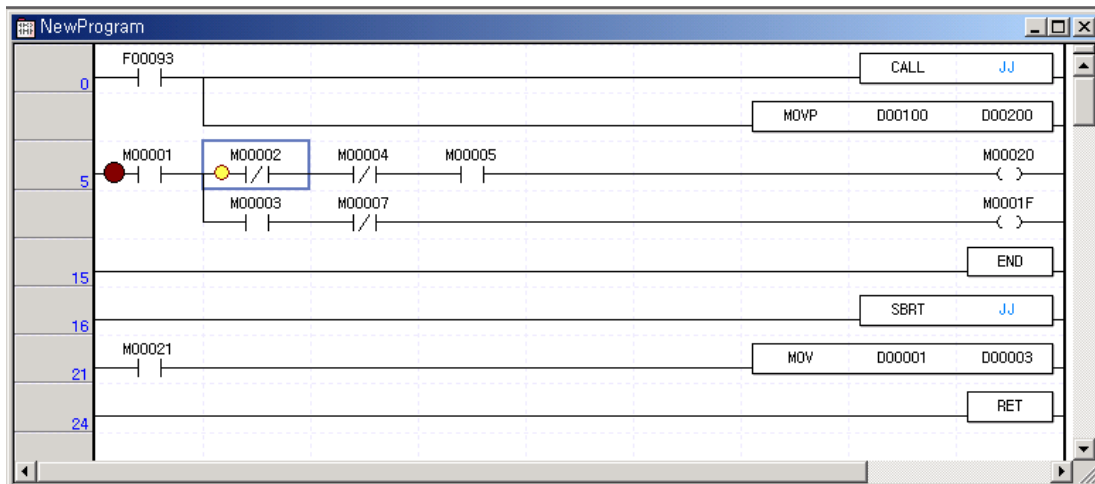 NewProgram
F00093
0 CALL JJ
MOVP D00100 D00200
M00001 M00002 M00004 M00005 M00020
5
M00003 M00007 M0001F
END
15
SBRT JJ
16
M00021
MOV D00001 D00003
21
RET
24